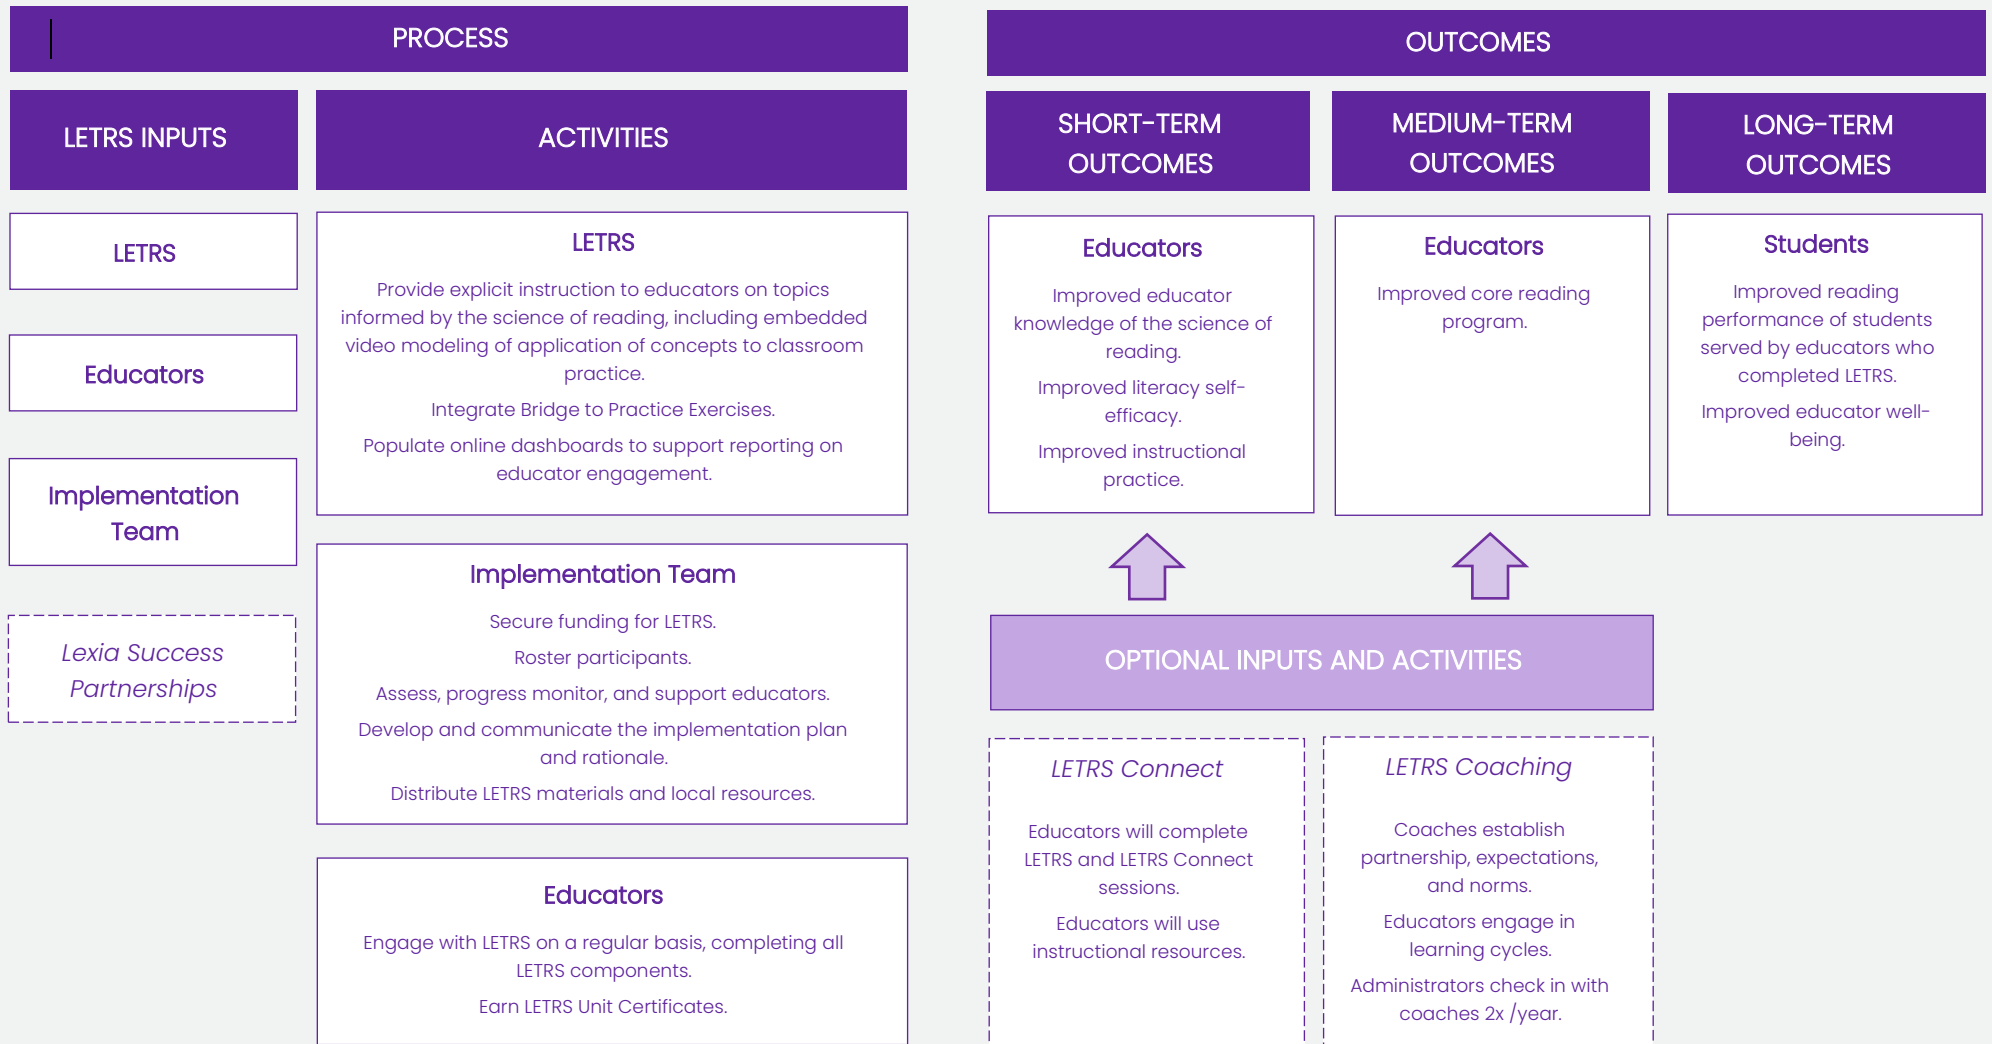 PROCESS
LETRS INPUTS
ACTIVITIES
LETRS
Educators
Implementation
Team
Lexia Success
Partnerships
LETRS
Provide explicit instruction to educators on topics
informed by the science of reading, including embedded
video modeling of application of concepts to classroom
practice.
Integrate Bridge to Practice Exercises.
Populate online dashboards to support reporting on
educator engagement.
Implementation Team
Secure funding for LETRS.
Roster participants.
Assess, progress monitor, and support educators.
Develop and communicate the implementation plan
and rationale.
Distribute LETRS materials and local resources.
Educators
Engage with LETRS on a regular basis, completing all
LETRS components.
Earn LETRS Unit Certificates.
OUTCOMES
SHORT-TERM
OUTCOMES
MEDIUM-TERM
OUTCOMES
LONG-TERM
OUTCOMES
Educators
Improved educator
knowledge of the science of
reading.
Improved literacy self-
efficacy.
Improved instructional
practice.
Educators
Improved core reading
program.
Students
Improved reading
performance of students
served by educators who
completed LETRS.
Improved educator well-
being.
OPTIONAL INPUTS AND ACTIVITIES
LETRS Connect
Educators will complete
LETRS and LETRS Connect
sessions.
Educators will use
instructional resources.
LETRS Coaching
Coaches establish
partnership, expectations,
and norms.
Educators engage in
learning cycles.
Administrators check in with
coaches 2x /year.